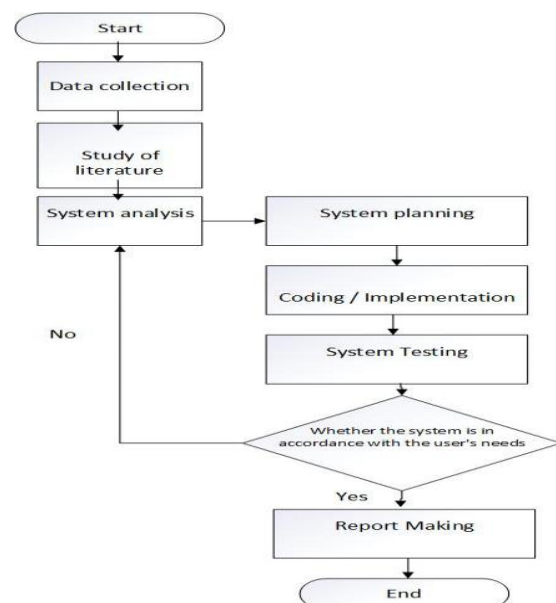 Start
Data collection
Study of
literature
System analysis
System planning
Coding / Implementation
System Testing
Whether the system is in
accordance with the user's needs
No
Yes
Report Making
End